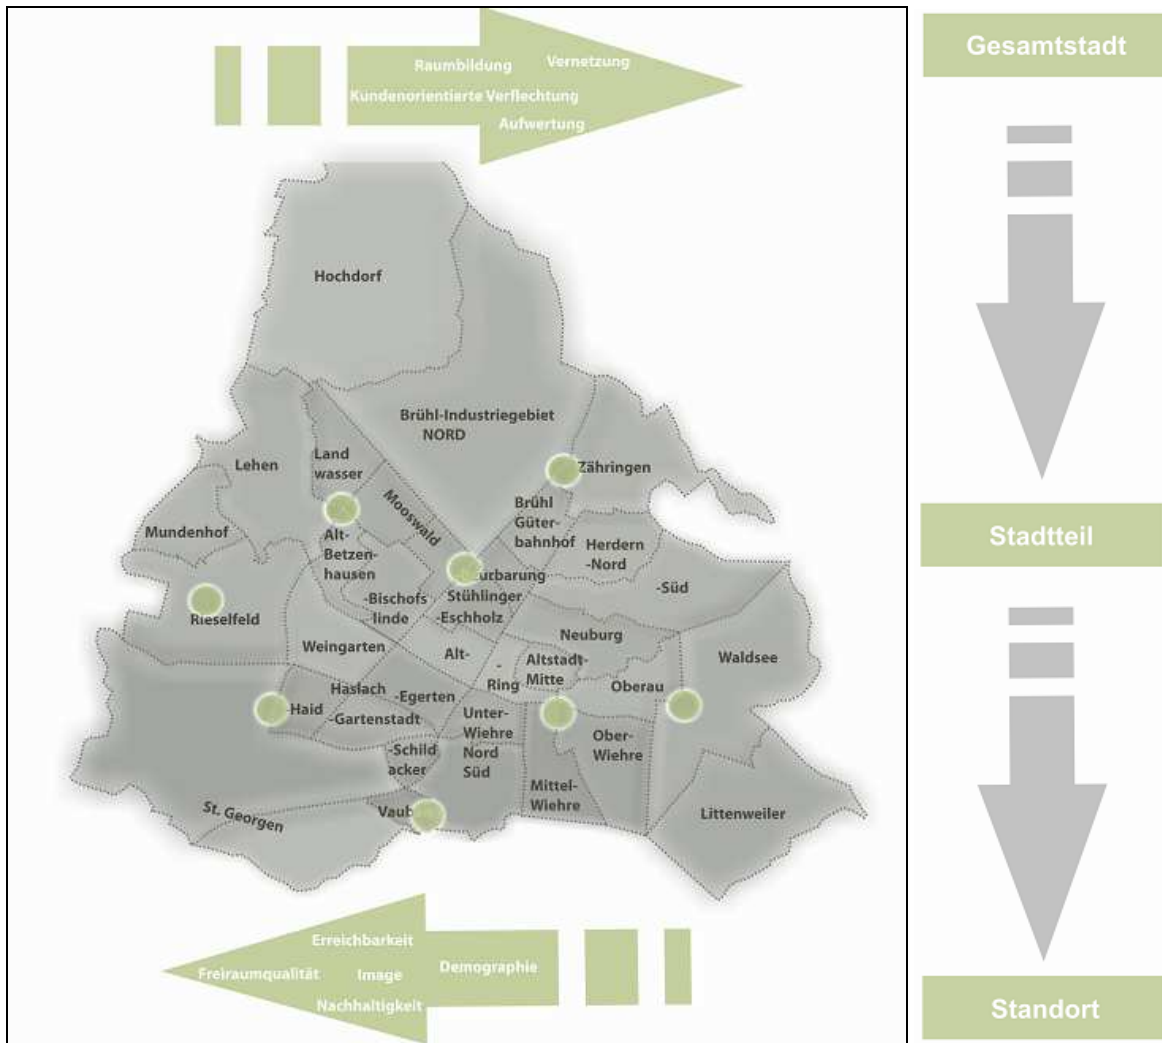 Raumbildung
Vernetzung
Kundenorientierte Verflechtung
Aufwertung
Gesamtstadt
Hochdorf
Brühl-Industriegebiet
NORD
Lehen
Land
wasser
Zähringen
Mooswald
Brühl
Güter-
bahnhof
Mundenhof
Alt-
Betzen-
hausen
Herdern
-Nord
Stadtteil
urbarung
-Süd
Stühlinger
-Bischofs
linde
-Eschholz
Rieselfeld
Neuburg
Weingarten
Alt-
-
Ring
Altstadt-
Mitte
Waldsee
Oberau
Haslach
-Egerten
-Haid
-Gartenstadt
Unter-
Wiehre
Nord
Süd
Ober-
Wiehre
-Schild
acker
Mittel-
Wiehre
St. Georgen
Vaub
Littenweiler
Erreichbarkeit
Freiraumqualität
Image
Demographie
Nachhaltigkeit
Standort